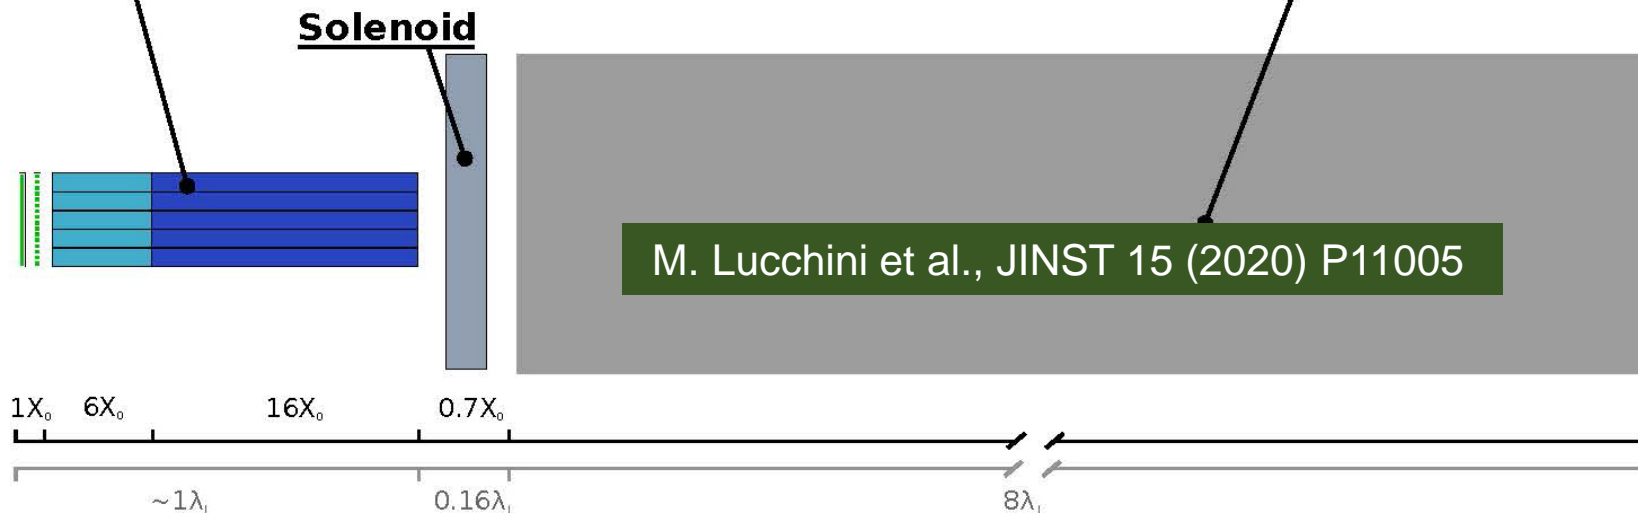 Solenoid
M. Lucchini et al., JINST 15 (2020) P11005
1X₀ 6X₀ 16X₀ 0.7X₀
~1λI 0.16λI 8λI